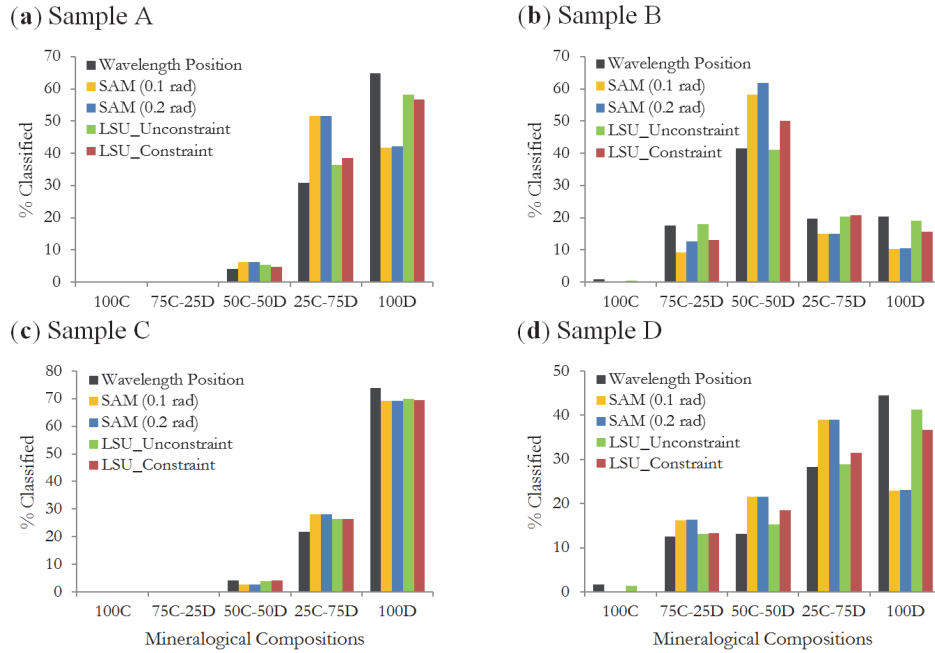 (a) Sample A
% Classified
70
60
50
40
30
20
10
0
Wavelength Position
SAM (0.1 rad)
SAM (0.2 rad)
LSU_Unconstraint
LSU_Constraint
100C 75C-25D 50C-50D 25C-75D 100D
(b) Sample B
% Classified
70
60
50
40
30
20
10
0
Wavelength Position
SAM (0.1 rad)
SAM (0.2 rad)
LSU_Unconstraint
LSU_Constraint
100C 75C-25D 50C-50D 25C-75D 100D
(c) Sample C
% Classified
80
70
60
50
40
30
20
10
0
Wavelength Position
SAM (0.1 rad)
SAM (0.2 rad)
LSU_Unconstraint
LSU_Constraint
100C 75C-25D 50C-50D 25C-75D 100D
Mineralogical Compositions
(d) Sample D
% Classified
50
40
30
20
10
0
Wavelength Position
SAM (0.1 rad)
SAM (0.2 rad)
LSU_Unconstraint
LSU_Constraint
100C 75C-25D 50C-50D 25C-75D 100D
Mineralogical Compositions